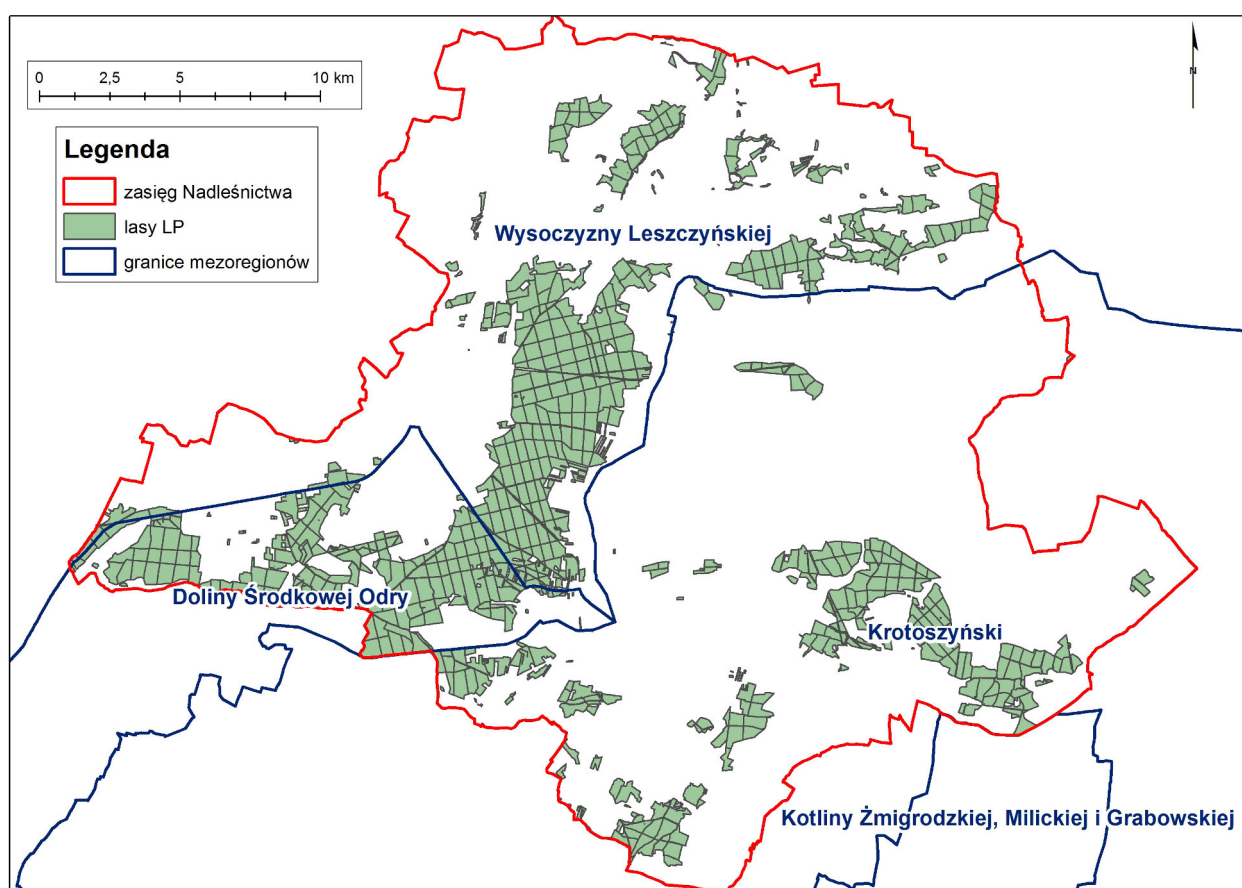 0 2,5 5 10 km
N
Legenda
zasięg Nadleśnictwa
lasy LP
granice mezoregionów
Wysoczyzny Leszczyńskiej
Doliny Środkowej Odry
Krotoszyński
Kotliny Żmigrodzkiej, Milickiej i Grabowskiej